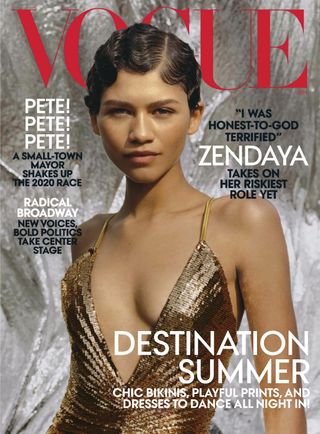 VOGUE
PETE!
PETE!
PETE!
A SMALL-TOWN
MAYOR
SHAKES UP
THE 2020 RACE
RADICAL
BROADWAY
NEW VOICES,
BOLD POLITICS
TAKE CENTER
STAGE
“I WAS
HONEST-TO-GOD
TERRIFIED”
ZENDAYA
TAKES ON
HER RISKIEST
ROLE YET
DESTINATION
SUMMER
CHIC BIKINIS, PLAYFUL PRINTS, AND
DRESSES TO DANCE ALL NIGHT IN!